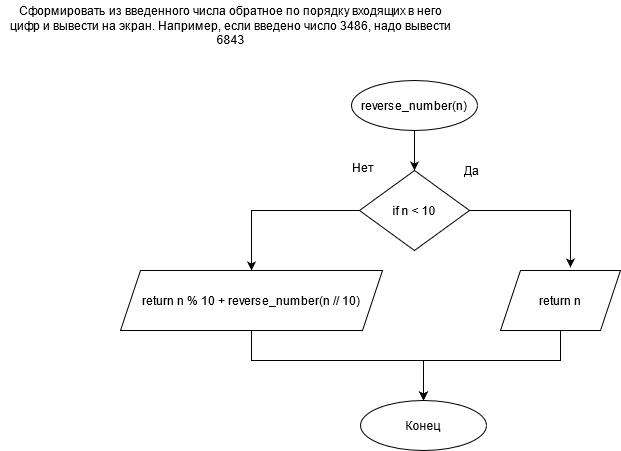 Сформировать из введенного числа обратное по порядку входящих в него
цифр и вывести на экран. Например, если введено число 3486, надо вывести
6843
reverse_number(n)
Нет
Да
if n < 10
return n % 10 + reverse_number(n // 10)
return n
Конец